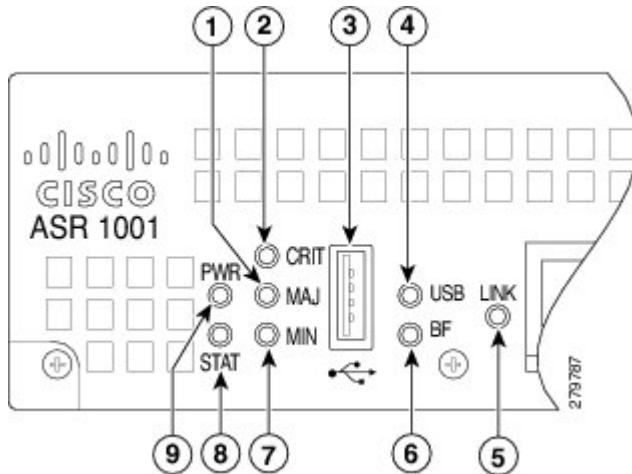 1 2 3 4
CISCO
ASR 1001
CRIT
PWR MAJ USB LINK
MIN BF
STAT
279787
9 8 7 6 5